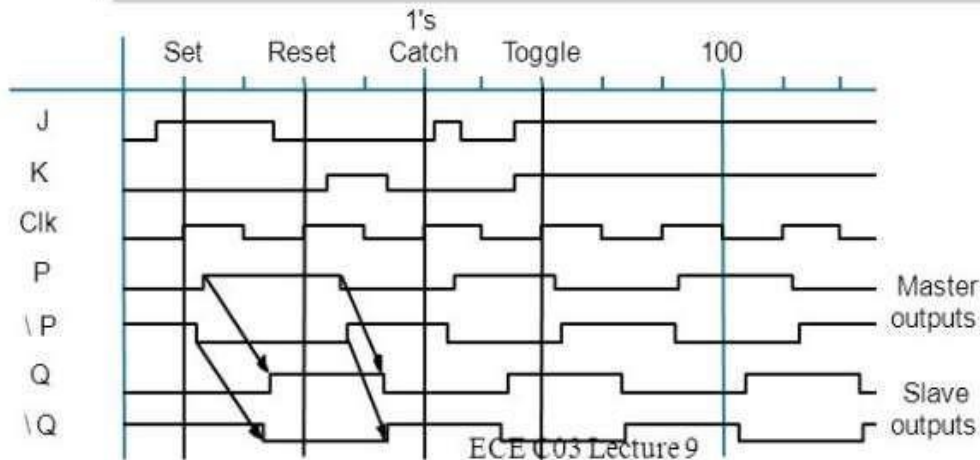 1's
Set Reset Catch Toggle 100
J
K
Clk
P
Master
\P
outputs
Q
Slave
\Q
outputs
ECE C03 Lecture 9